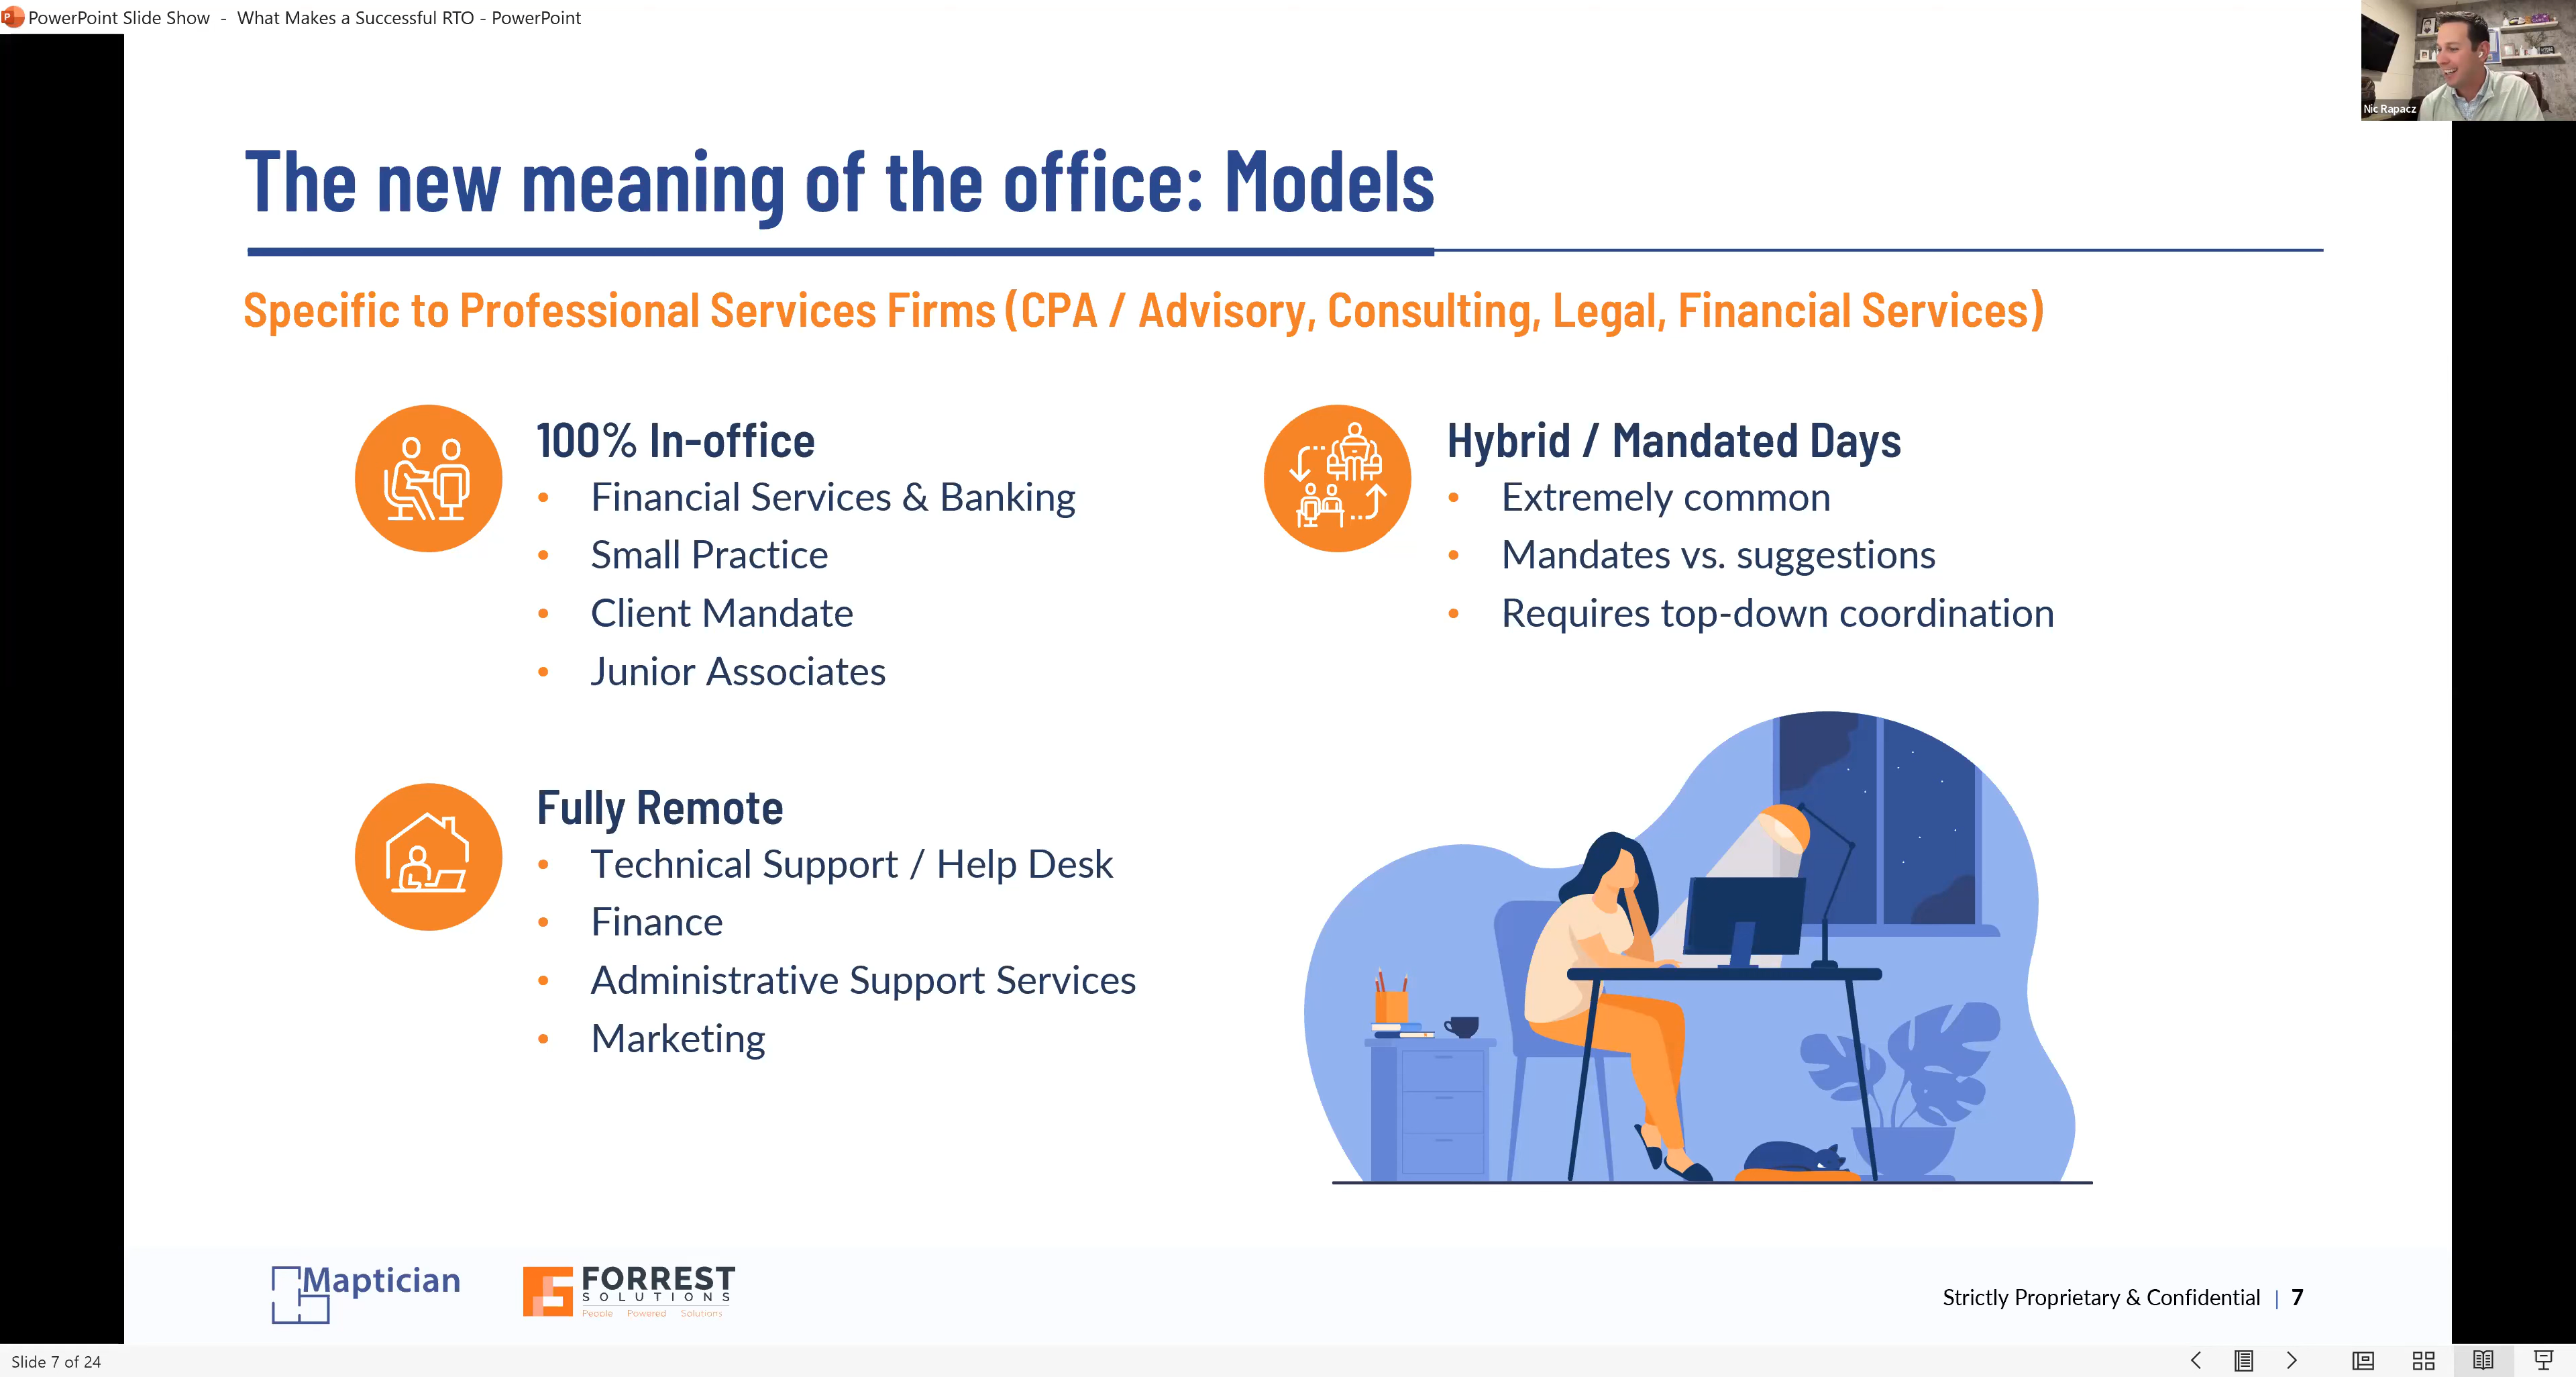 PowerPoint Slide Show - What Makes a Successful RTO - PowerPoint
Nic Rapacz
The new meaning of the office: Models
Specific to Professional Services Firms (CPA / Advisory, Consulting, Legal, Financial Services)
100% In-office
• Financial Services & Banking
• Small Practice
• Client Mandate
• Junior Associates
Hybrid / Mandated Days
• Extremely common
• Mandates vs. suggestions
• Requires top-down coordination
Fully Remote
• Technical Support / Help Desk
• Finance
• Administrative Support Services
• Marketing
Maptician
FORREST
SOLUTIONS
People Powered Solutions
Strictly Proprietary & Confidential | 7
Slide 7 of 24